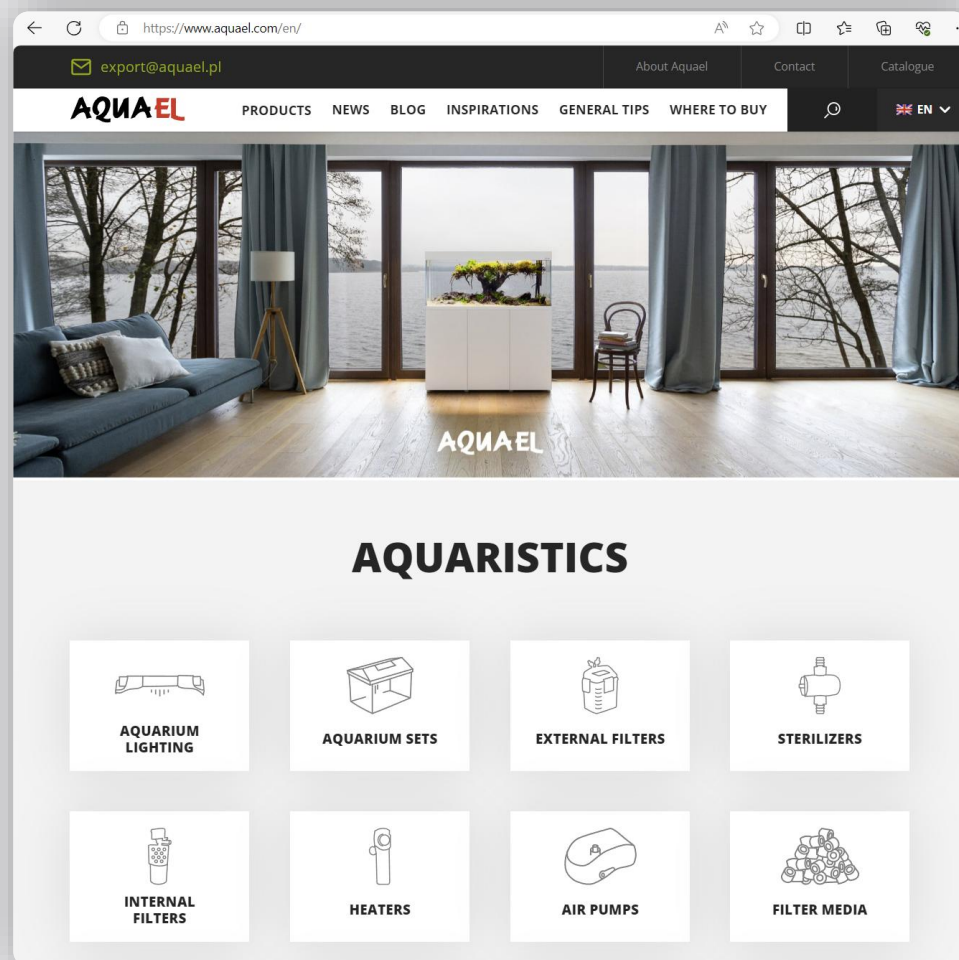 https://www.aquael.com/en/
export@aquael.pl
About Aquael
Contact
Catalogue
AQUAEL
PRODUCTS
NEWS
BLOG
INSPIRATIONS
GENERAL TIPS
WHERE TO BUY
EN
AQUAEL
AQUARISTICS
AQUARIUM
LIGHTING
AQUARIUM SETS
EXTERNAL FILTERS
STERILIZERS
INTERNAL
FILTERS
HEATERS
AIR PUMPS
FILTER MEDIA